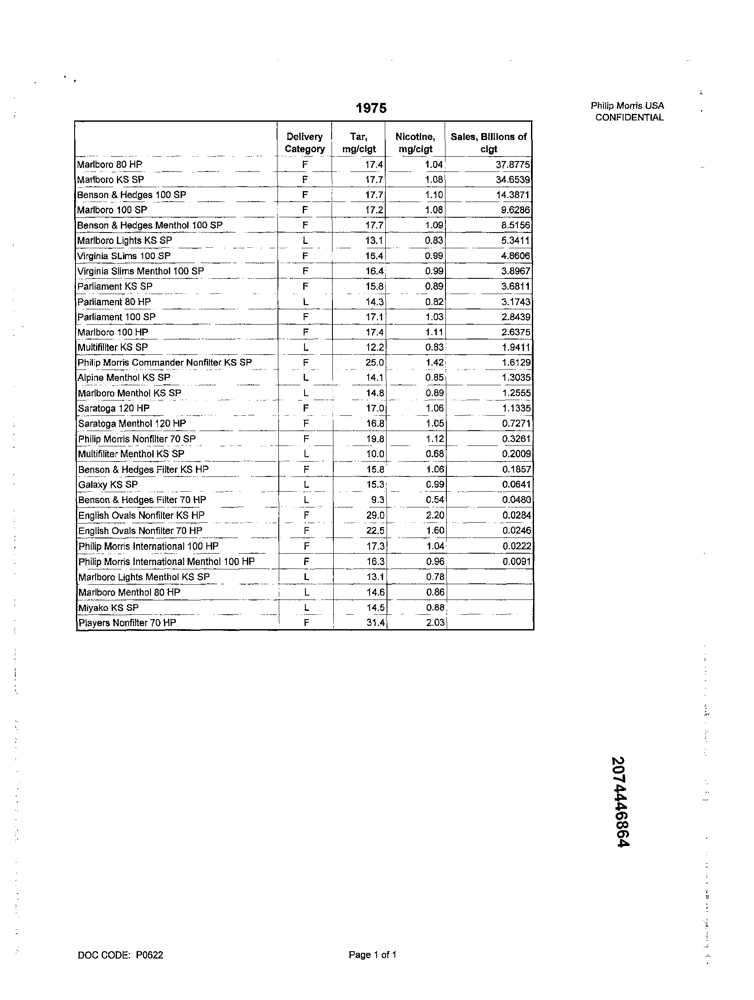 1975
Philip Morris USA
CONFIDENTIAL
Delivery Category Tar, mg/cigt Nicotine, mg/cigt Sales, Billions of cigt
Marlboro 80 HP F 17.4 1.04 37.8775
Marlboro KS SP F 17.7 1.08 34.6539
Benson & Hedges 100 SP F 17.7 1.10 14.3871
Marlboro 100 SP F 17.2 1.08 9.6286
Benson & Hedges Menthol 100 SP F 17.7 1.09 8.5156
Marlboro Lights KS SP L 13.1 0.83 5.3411
Virginia SLims 100 SP F 16.4 0.99 4.8606
Virginia Slims Menthol 100 SP F 16.4 0.99 3.8967
Parliament KS SP F 15.8 0.89 3.6811
Parliament 80 HP L 14.3 0.82 3.1743
Parliament 100 SP F 17.1 1.03 2.8439
Marlboro 100 HP F 17.4 1.11 2.6375
Multifilter KS SP L 12.2 0.83 1.9411
Philip Morris Commander Nonfilter KS SP F 25.0 1.42 1.6129
Alpine Menthol KS SP L 14.1 0.85 1.3035
Marlboro Menthol KS SP L 14.8 0.89 1.2555
Saratoga 120 HP F 17.0 1.06 1.1335
Saratoga Menthol 120 HP F 16.8 1.05 0.7271
Philip Morris Nonfilter 70 SP F 19.8 1.12 0.3261
Multifilter Menthol KS SP L 10.0 0.68 0.2009
Benson & Hedges Filter KS HP F 15.8 1.06 0.1857
Galaxy KS SP L 15.3 0.99 0.0641
Benson & Hedges Filter 70 HP L 9.3 0.54 0.0480
English Ovals Nonfilter KS HP F 29.0 2.20 0.0284
English Ovals Nonfilter 70 HP F 22.5 1.60 0.0246
Philip Morris International 100 HP F 17.3 1.04 0.0222
Philip Morris International Menthol 100 HP F 16.3 0.96 0.0091
Marlboro Lights Menthol KS SP L 13.1 0.78
Marlboro Menthol 80 HP L 14.6 0.86
Miyako KS SP L 14.5 0.88
Players Nonfilter 70 HP F 31.4 2.03
2074446864
DOC CODE: P0622
Page 1 of 1